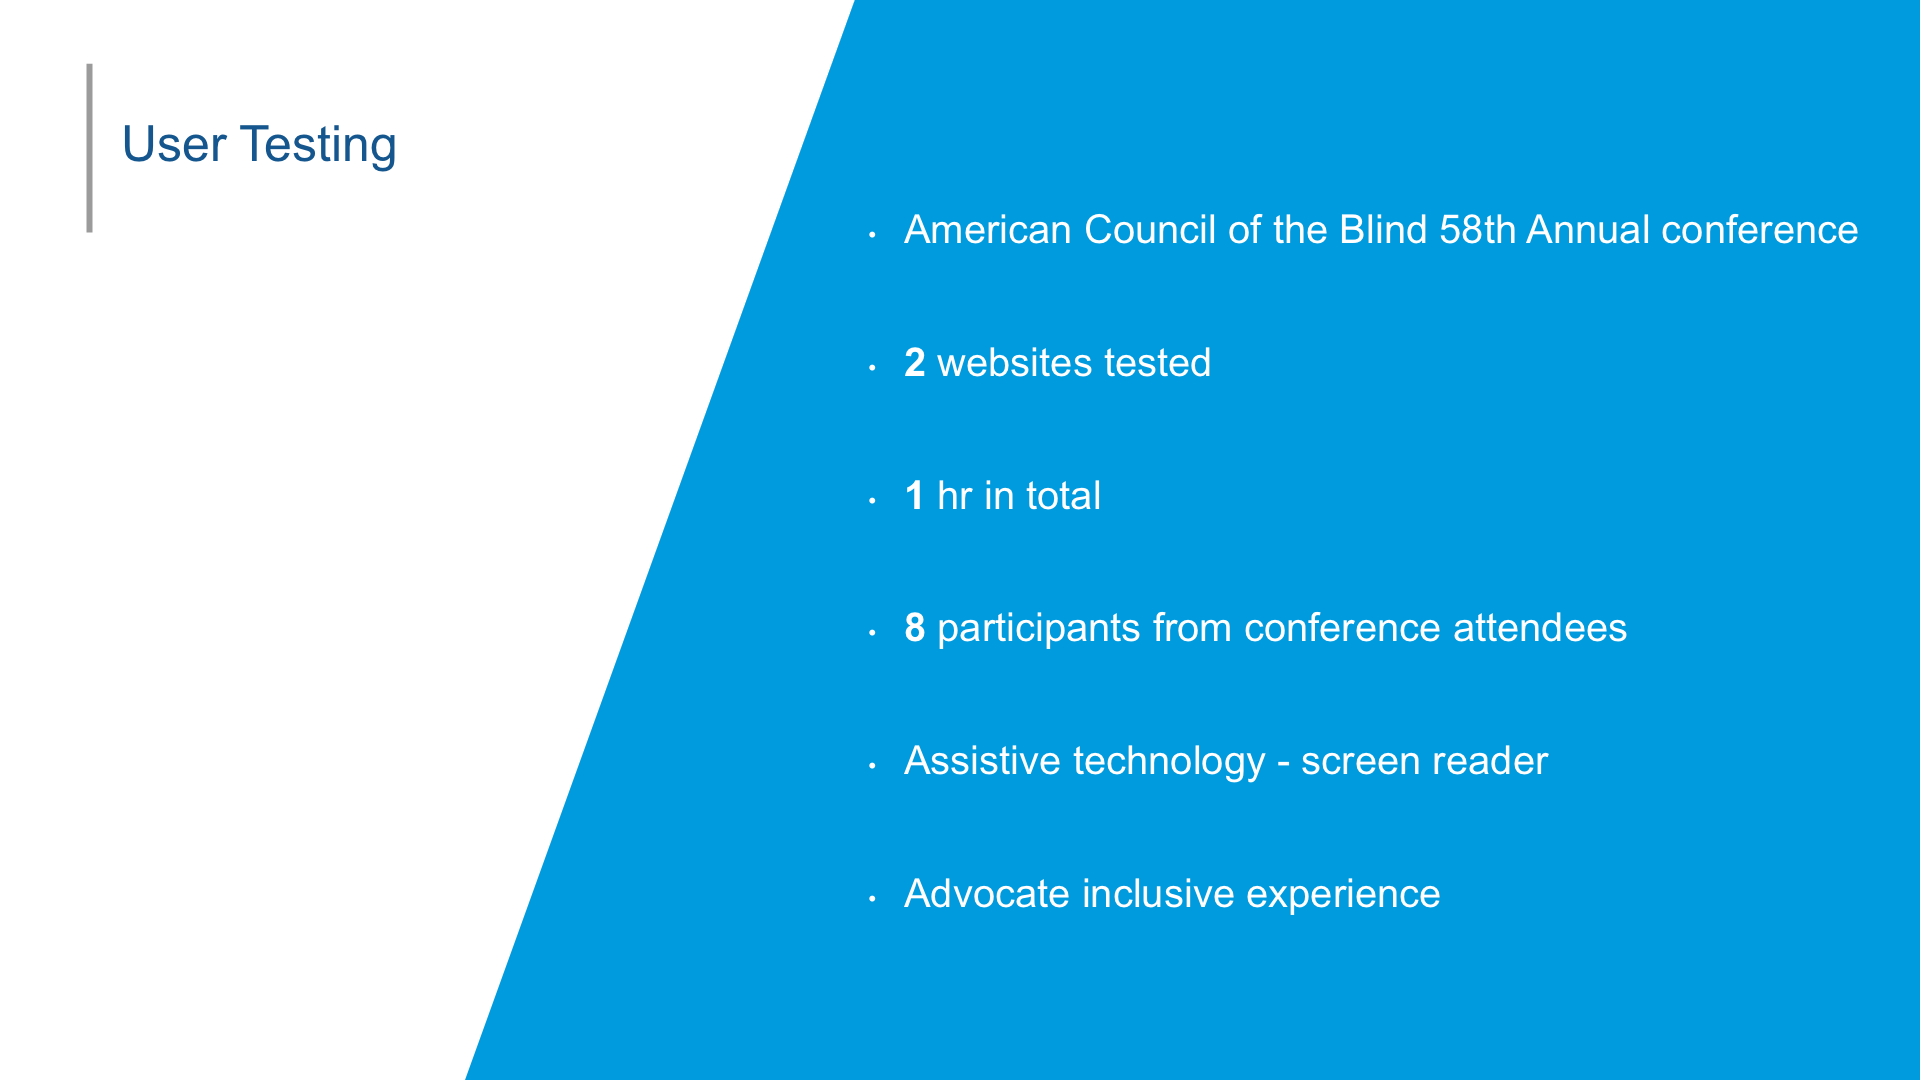 User Testing
• American Council of the Blind 58th Annual conference
• 2 websites tested
• 1 hr in total
• 8 participants from conference attendees
• Assistive technology - screen reader
• Advocate inclusive experience